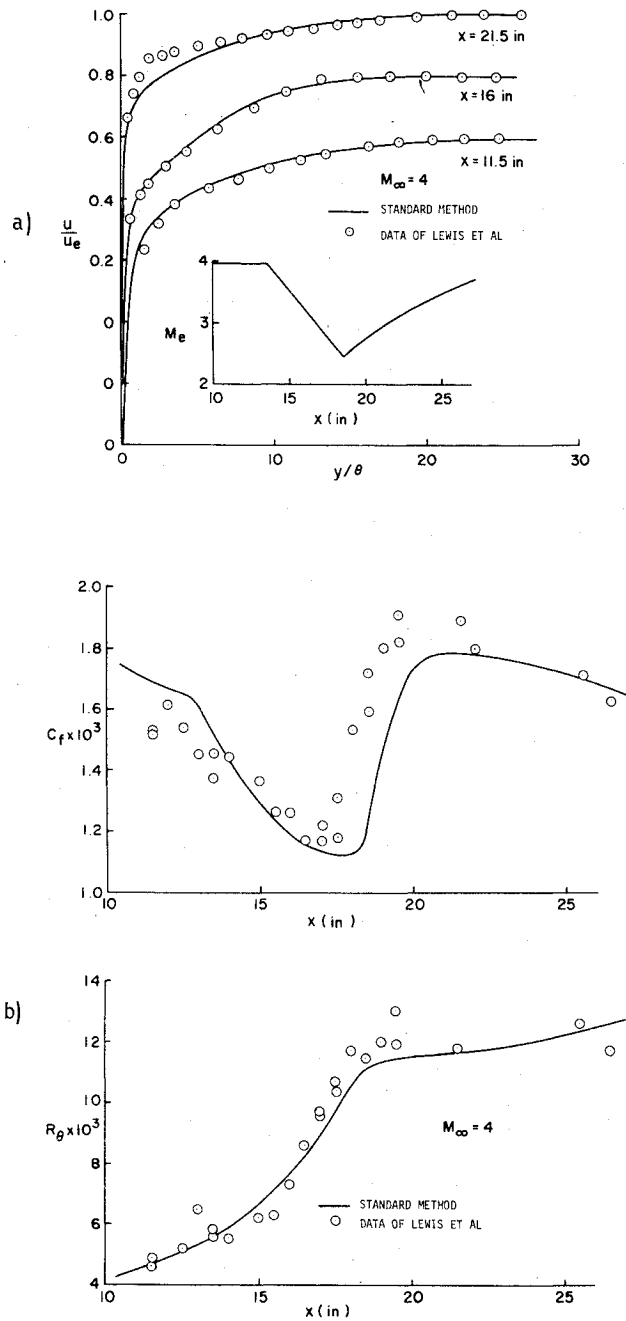 a)
u/u_e
1.0
0.8
0.6
0.4
0.2
0
0
0
x = 21.5 in
x = 16 in
x = 11.5 in
M∞ = 4
STANDARD METHOD
DATA OF LEWIS ET AL
M_e
4
3
2
10 15 20 25
x (in)
0 10 20 30
y/θ
C_f x 10³
2.0
1.8
1.6
1.4
1.2
1.0
10 15 20 25
x (in)
b)
R_θ x 10³
14
12
10
8
6
4
M∞ = 4
STANDARD METHOD
DATA OF LEWIS ET AL
10 15 20 25
x (in)